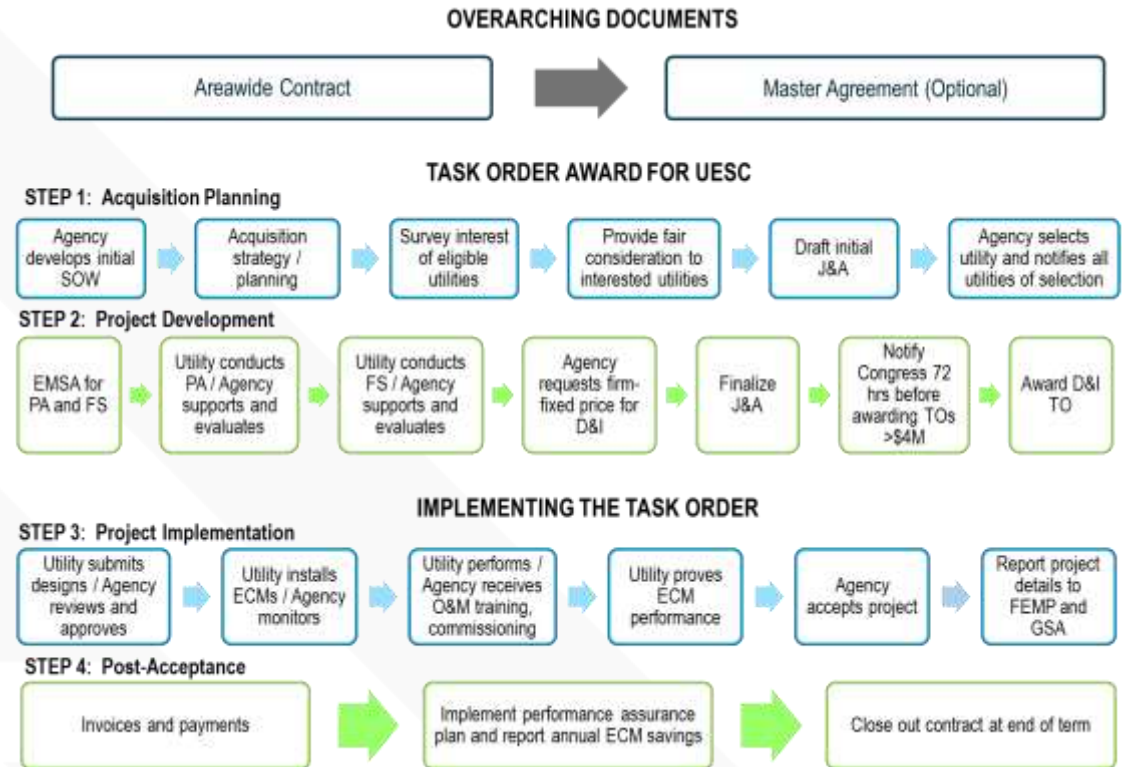 OVERARCHING DOCUMENTS
Areawide Contract
Master Agreement (Optional)
TASK ORDER AWARD FOR UESC
STEP 1: Acquisition Planning
Agency
develops initial
SOW
Acquisition
strategy /
planning
Survey interest
of eligible
utilities
Provide fair
consideration to
interested utilities
Draft initial
J&A
Agency selects
utility and notifies all
utilities of selection
STEP 2: Project Development
EMSA for
PA and FS
Utility conducts
PA / Agency
supports and
evaluates
Utility conducts
FS / Agency
supports and
evaluates
Agency
requests firm-
fixed price for
D&I
Finalize
J&A
Notify
Congress 72
hrs before
awarding TOs
>$4M
Award D&I
TO
IMPLEMENTING THE TASK ORDER
STEP 3: Project Implementation
Utility submits
designs / Agency
reviews and
approves
Utility installs
ECMs / Agency
monitors
Utility performs /
Agency receives
O&M training,
commissioning
Utility proves
ECM
performance
Agency
accepts project
Report project
details to
FEMP and
GSA
STEP 4: Post-Acceptance
Invoices and payments
Implement performance assurance
plan and report annual ECM savings
Close out contract at end of term